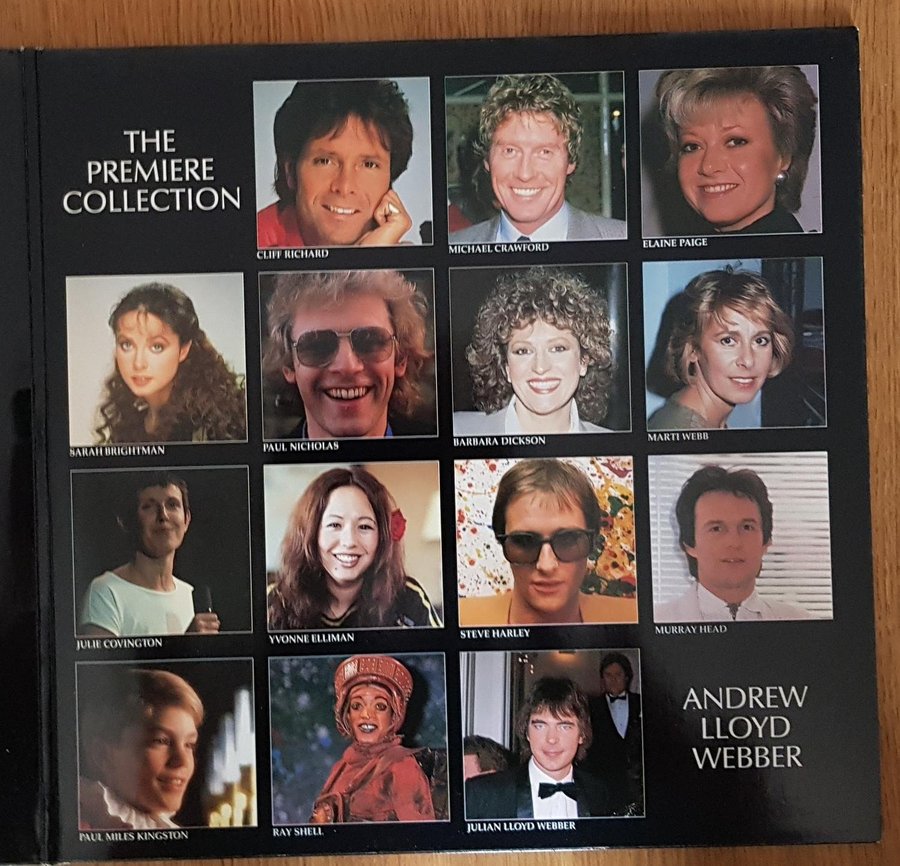 THE
PREMIERE
COLLECTION
CLIFF RICHARD
MICHAEL CRAWFORD
ELAINE PAIGE
SARAH BRIGHTMAN
PAUL NICHOLAS
BARBARA DICKSON
MARTI WEBB
JULIE COVINGTON
YVONNE ELLIMAN
STEVE HARLEY
MURRAY HEAD
PAUL MILES KINGSTON
RAY SHELL
JULIAN LLOYD WEBBER
ANDREW
LLOYD
WEBBER